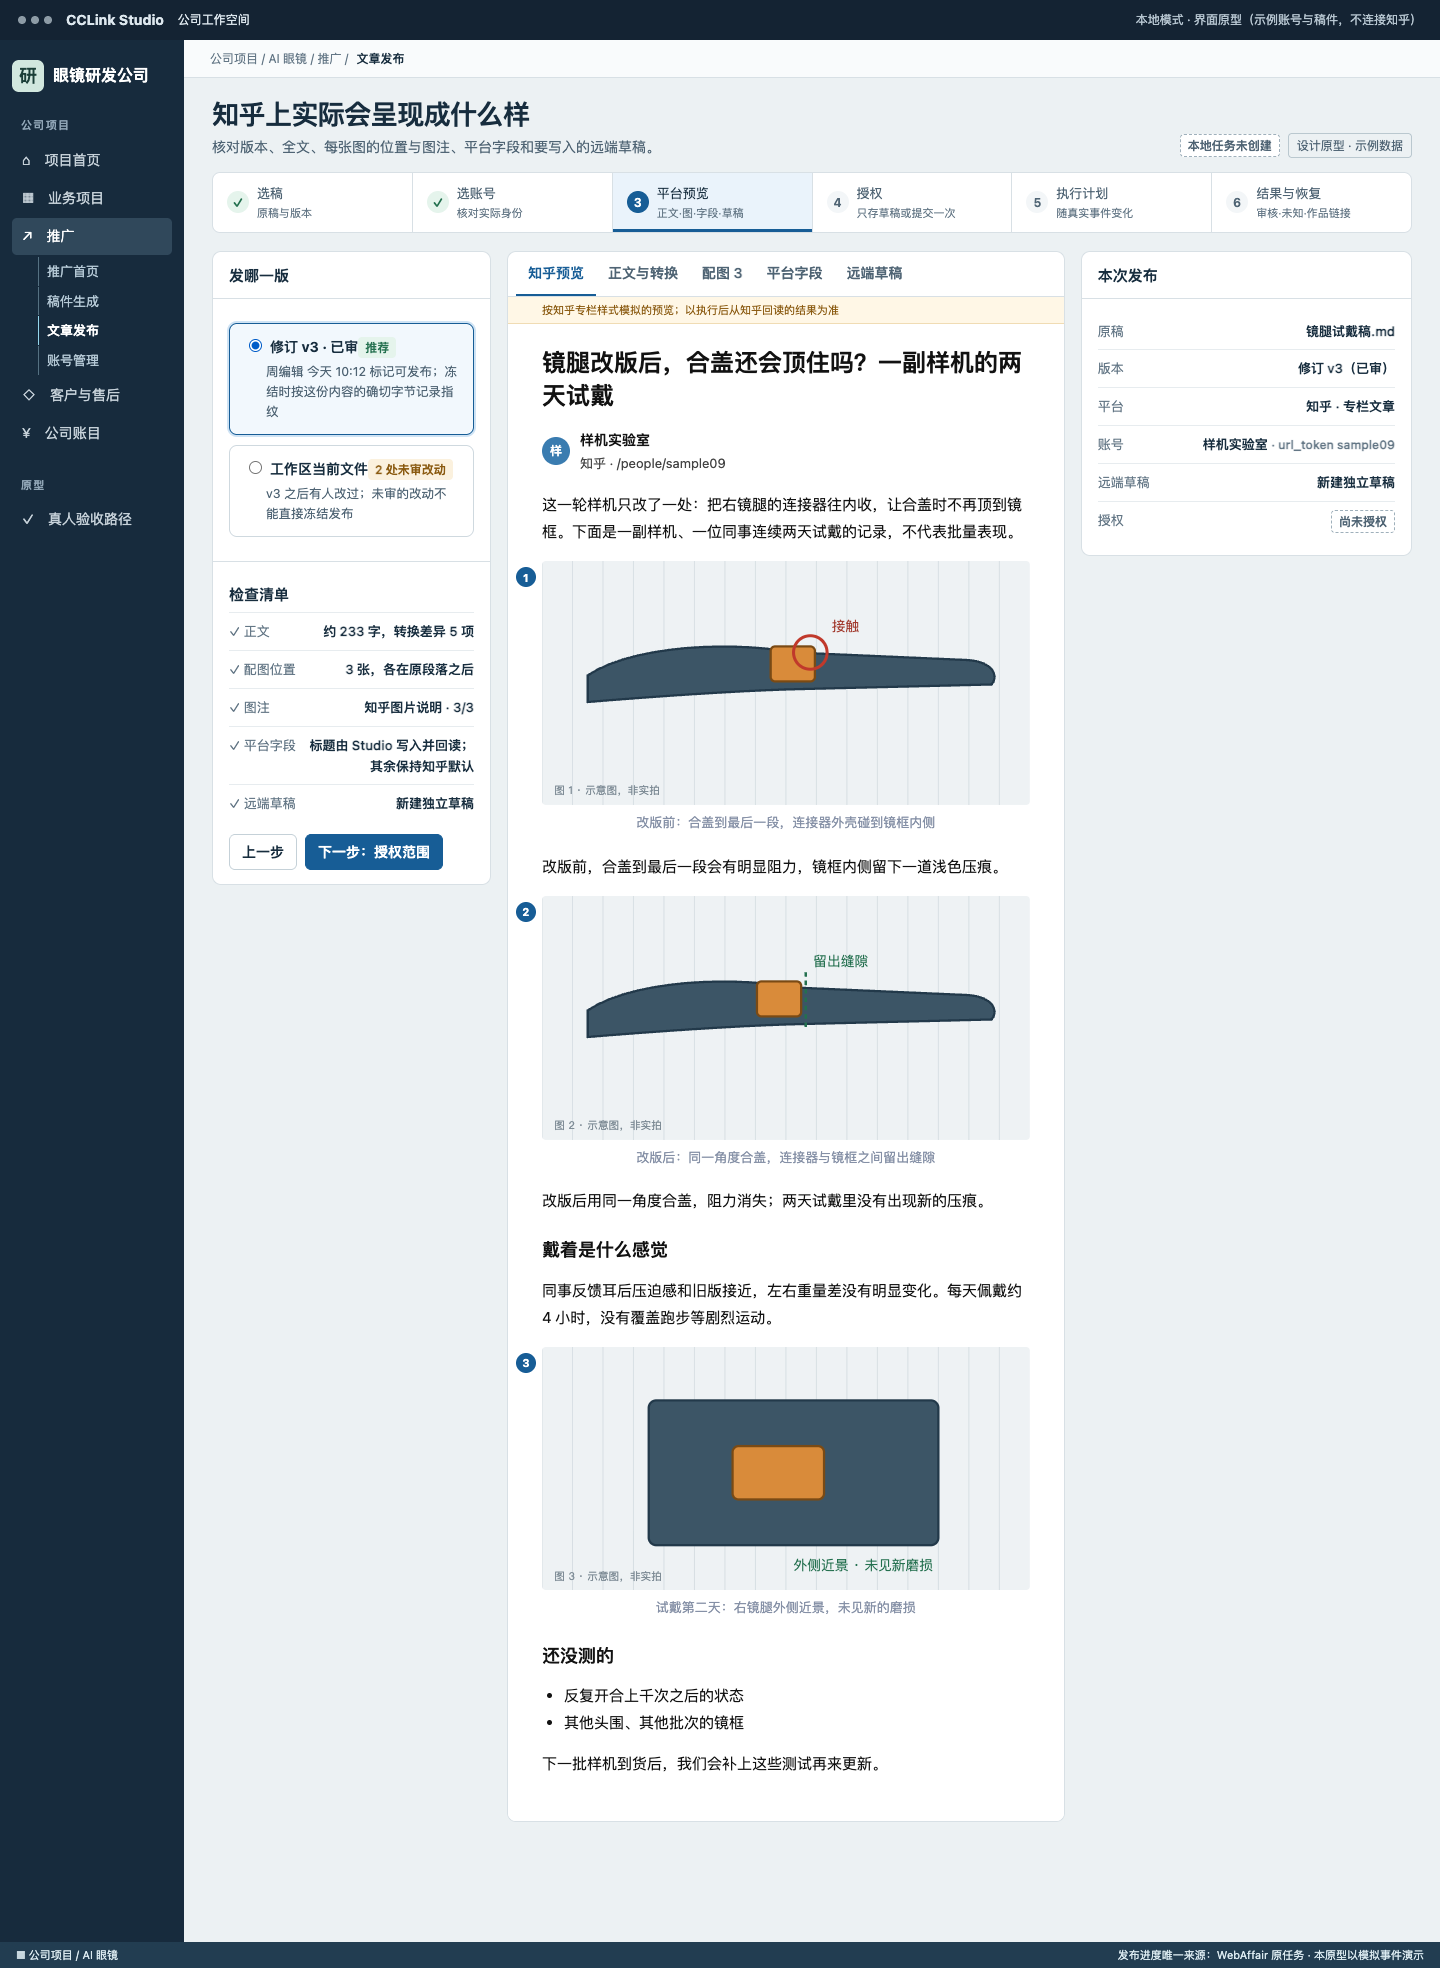 CCLink Studio 公司工作空间
本地模式 · 界面原型（示例账号与稿件，不连接知乎）
研 眼镜研发公司
公司项目
项目首页
业务项目
推广
推广首页
稿件生成
文章发布
账号管理
客户与售后
¥ 公司账目
原型
✓ 真人验收路径
公司项目 / AI 眼镜 / 推广 / 文章发布
知乎上实际会呈现成什么样
核对版本、全文、每张图的位置与图注、平台字段和要写入的远端草稿。
本地任务未创建
设计原型 · 示例数据
✓ 选稿
原稿与版本
✓ 选账号
核对实际身份
3 平台预览
正文·图·字段·草稿
4 授权
只存草稿或提交一次
5 执行计划
随真实事件变化
6 结果与恢复
审核·未知·作品链接
发哪一版
修订 v3 · 已审 推荐
周编辑 今天 10:12 标记可发布；冻
结时按这份内容的确切字节记录指
纹
工作区当前文件 2 处未审改动
v3 之后有人改过；未审的改动不
能直接冻结发布
检查清单
✓ 正文 约 233 字，转换差异 5 项
✓ 配图位置 3 张，各在原段落之后
✓ 图注 知乎图片说明 · 3/3
✓ 平台字段 标题由 Studio 写入并回读；
其余保持知乎默认
✓ 远端草稿 新建独立草稿
上一步
下一步：授权范围
知乎预览 正文与转换 配图 3 平台字段 远端草稿
按知乎专栏样式模拟的预览；以执行后从知乎回读的结果为准
镜腿改版后，合盖还会顶住吗？一副样机的两
天试戴
样 样机实验室
知乎 · /people/sample09
这一轮样机只改了一处：把右镜腿的连接器往内收，让合盖时不再顶到镜
框。下面是一副样机、一位同事连续两天试戴的记录，不代表批量表现。
1
接触
图 1 · 示意图，非实拍
改版前：合盖到最后一段，连接器外壳碰到镜框内侧
改版前，合盖到最后一段会有明显阻力，镜框内侧留下一道浅色压痕。
2
留出缝隙
图 2 · 示意图，非实拍
改版后：同一角度合盖，连接器与镜框之间留出缝隙
改版后用同一角度合盖，阻力消失；两天试戴里没有出现新的压痕。
戴着是什么感觉
同事反馈耳后压迫感和旧版接近，左右重量差没有明显变化。每天佩戴约
4 小时，没有覆盖跑步等剧烈运动。
3
外侧近景 · 未见新磨损
图 3 · 示意图，非实拍
试戴第二天：右镜腿外侧近景，未见新的磨损
还没测的
• 反复开合上千次之后的状态
• 其他头围、其他批次的镜框
下一批样机到货后，我们会补上这些测试再来更新。
本次发布
原稿 镜腿试戴稿.md
版本 修订 v3（已审）
平台 知乎 · 专栏文章
账号 样机实验室 · url_token sample09
远端草稿 新建独立草稿
授权 尚未授权
公司项目 / AI 眼镜
发布进度唯一来源：WebAffair 原任务 · 本原型以模拟事件演示